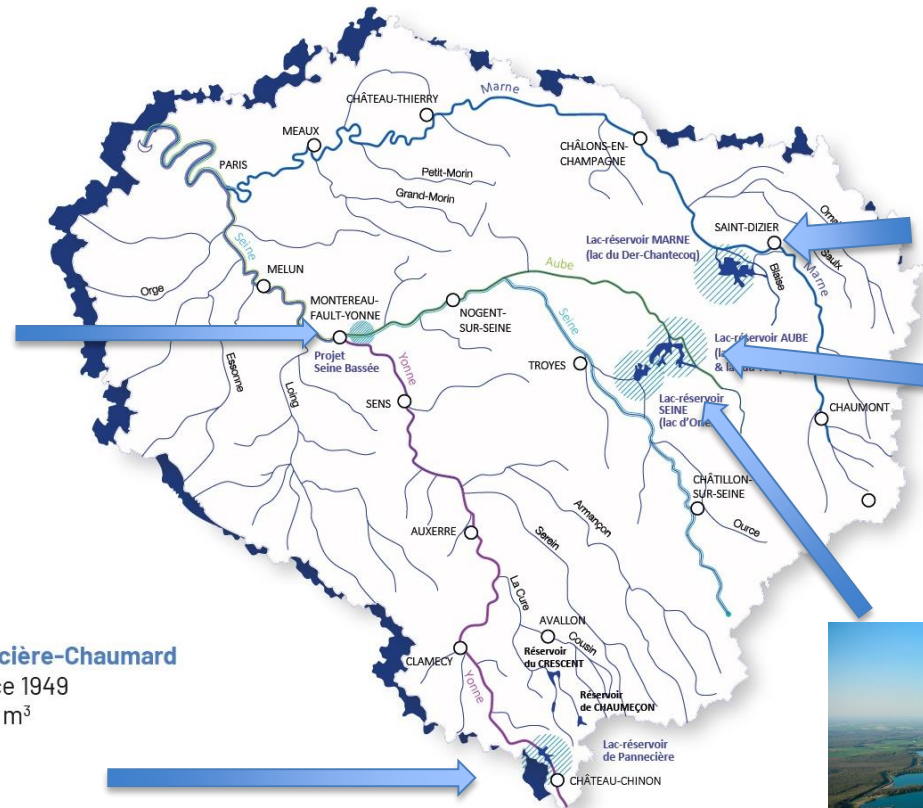 Marne
CHÂTEAU-THIERRY
MEAUX
CHÂLONS-EN-
CHAMPAGNE
PARIS
Petit-Morin
Grand-Morin
SAINT-DIZIER
Saulx
Marne
Blaise
Lac-réservoir MARNE
(lac du Der-Chantecoq)
Seine
Aube
Orge
MELUN
MONTEREAU-
FAULT-YONNE
NOGENT-
SUR-SEINE
Seine
Projet
Seine Bassée
Yonne
TROYES
Lac-réservoir AUBE
Lac-réservoir
SEINE
CHAUMONT
Essonne
Loing
SENS
CHÂTILLON-
SUR-SEINE
Ource
Armançon
Serein
AUXERRE
La Cure
AVALLON
Cousin
Réservoir
du CRESCENT
CLAMECY
Yonne
Réservoir
de CHAUMEÇON
Lac-réservoir
de Pannecière
CHÂTEAU-CHINON
cière-Chaumard
ce 1949
m³